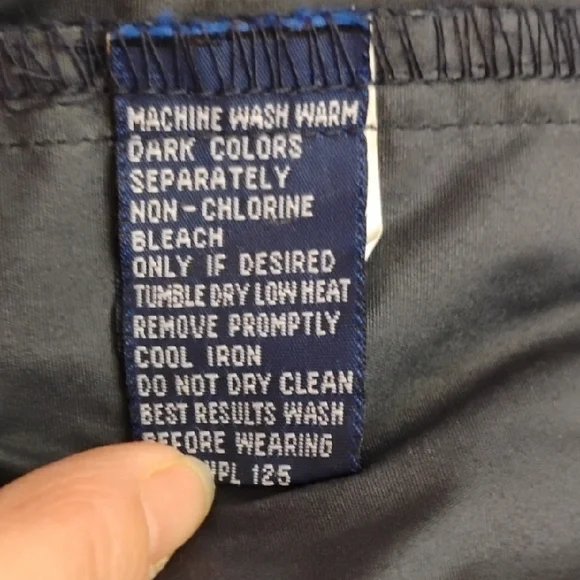 MACHINE WASH WARM
DARK COLORS
SEPARATELY
NON-CHLORINE
BLEACH
ONLY IF DESIRED
TUMBLE DRY LOW HEAT
REMOVE PROMPTLY
COOL IRON
DO NOT DRY CLEAN
BEST RESULTS WASH
BEFORE WEARING
125